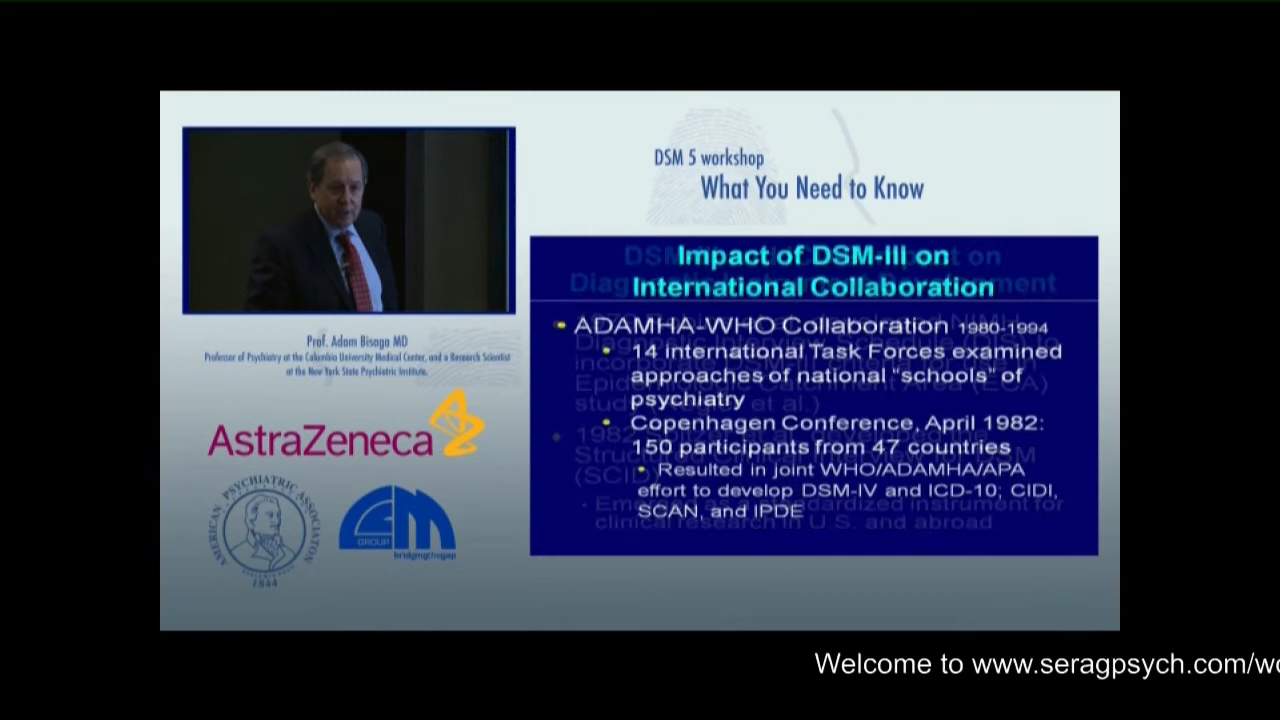 DSM 5 workshop
What You Need to Know
Prof. Adam Bisaga MD
Professor of Psychiatry at the Columbia University Medical Center, and a Research Scientist
at the New York State Psychiatric Institute.
AstraZeneca
AMERICAN PSYCHIATRIC ASSOCIATION
1844
GROUP
bridgingthegap
Impact of DSM-III on
International Collaboration
ADAMHA-WHO Collaboration 1980-1994
14 international Task Forces examined
approaches of national “schools” of
psychiatry
Copenhagen Conference, April 1982:
150 participants from 47 countries
Resulted in joint WHO/ADAMHA/APA
effort to develop DSM-IV and ICD-10; CIDI,
SCAN, and IPDE
Welcome to www.seragpsych.com/wo